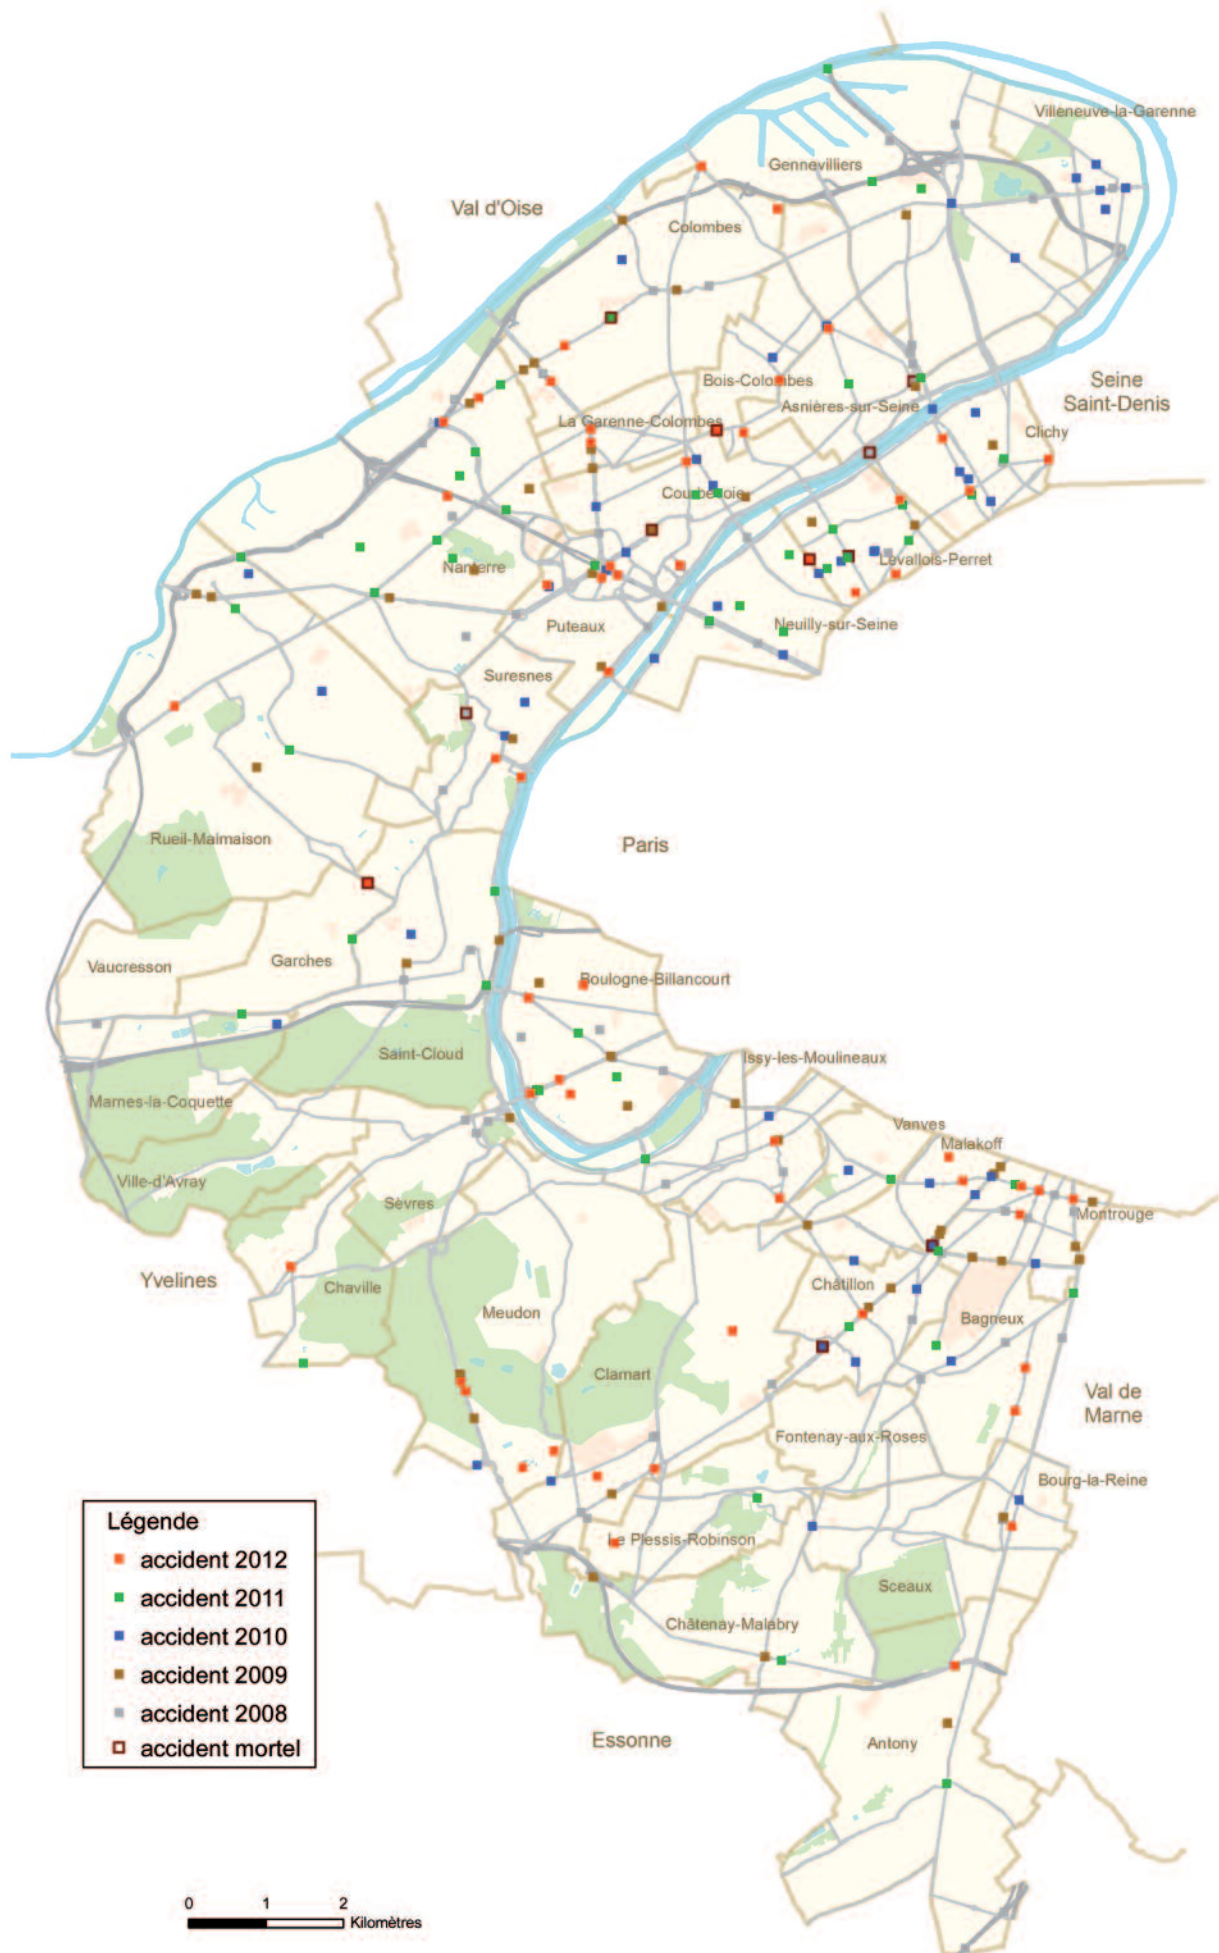 Villeneuve-la-Garenne
Gennevilliers
Val d'Oise
Colombes
Bois-Colombes
Seine
Saint-Denis
Asnières-sur-Seine
La Garenne-Colombes
Clichy
Courbevoie
Levallois-Perret
Nanterre
Puteaux
Neuilly-sur-Seine
Suresnes
Rueil-Malmaison
Paris
Garches
Vaucresson
Boulogne-Billancourt
Saint-Cloud
Issy-les-Moulineaux
Marnes-la-Coquette
Vanves
Malakoff
Ville-d'Avray
Sèvres
Montrouge
Yvelines
Chaville
Châtillon
Meudon
Bagneux
Clamart
Val de
Marne
Fontenay-aux-Roses
Bourg-la-Reine
Légende
accident 2012
accident 2011
accident 2010
accident 2009
accident 2008
accident mortel
Le Plessis-Robinson
Sceaux
Châtenay-Malabry
Essonne
Antony
0 1 2
Kilomètres